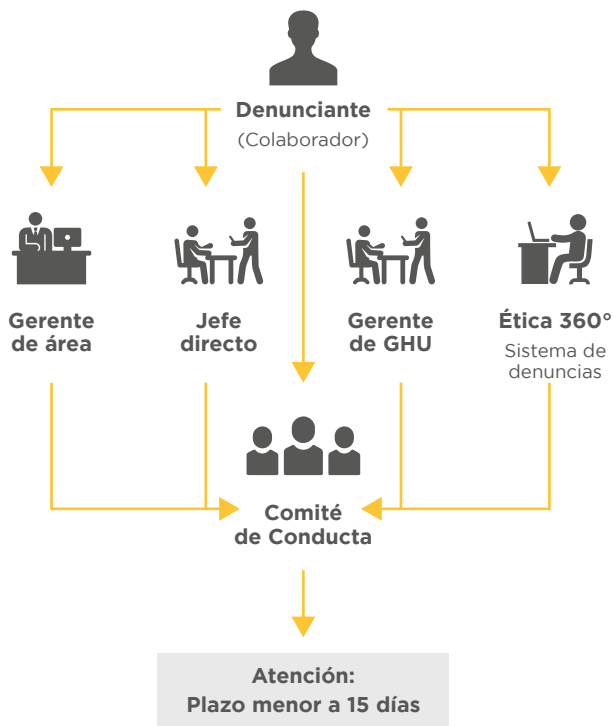 Denunciante
(Colaborador)
Gerente
de área
Jefe
directo
Gerente
de GHU
Ética 360°
Sistema de
denuncias
Comité
de Conducta
Atención:
Plazo menor a 15 días